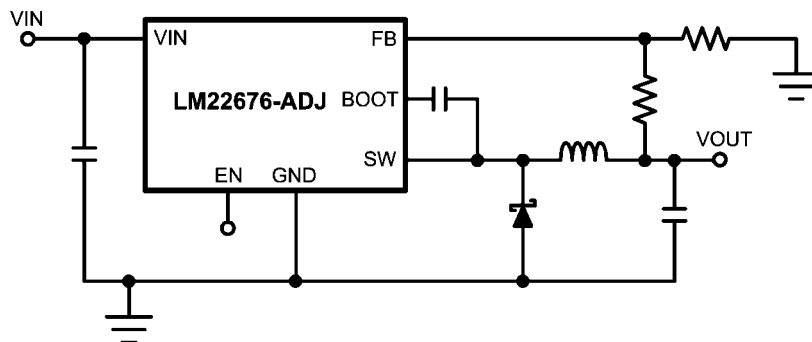 VIN
VIN
FB
LM22676-ADJ
BOOT
VOUT
SW
EN
GND